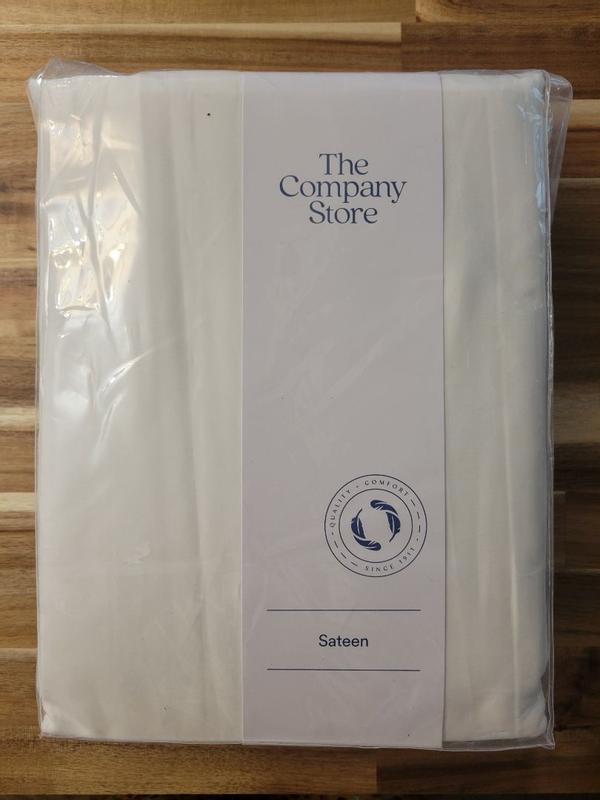 The
Company
Store
QUALITY • COMFORT
SINCE 1911
Sateen